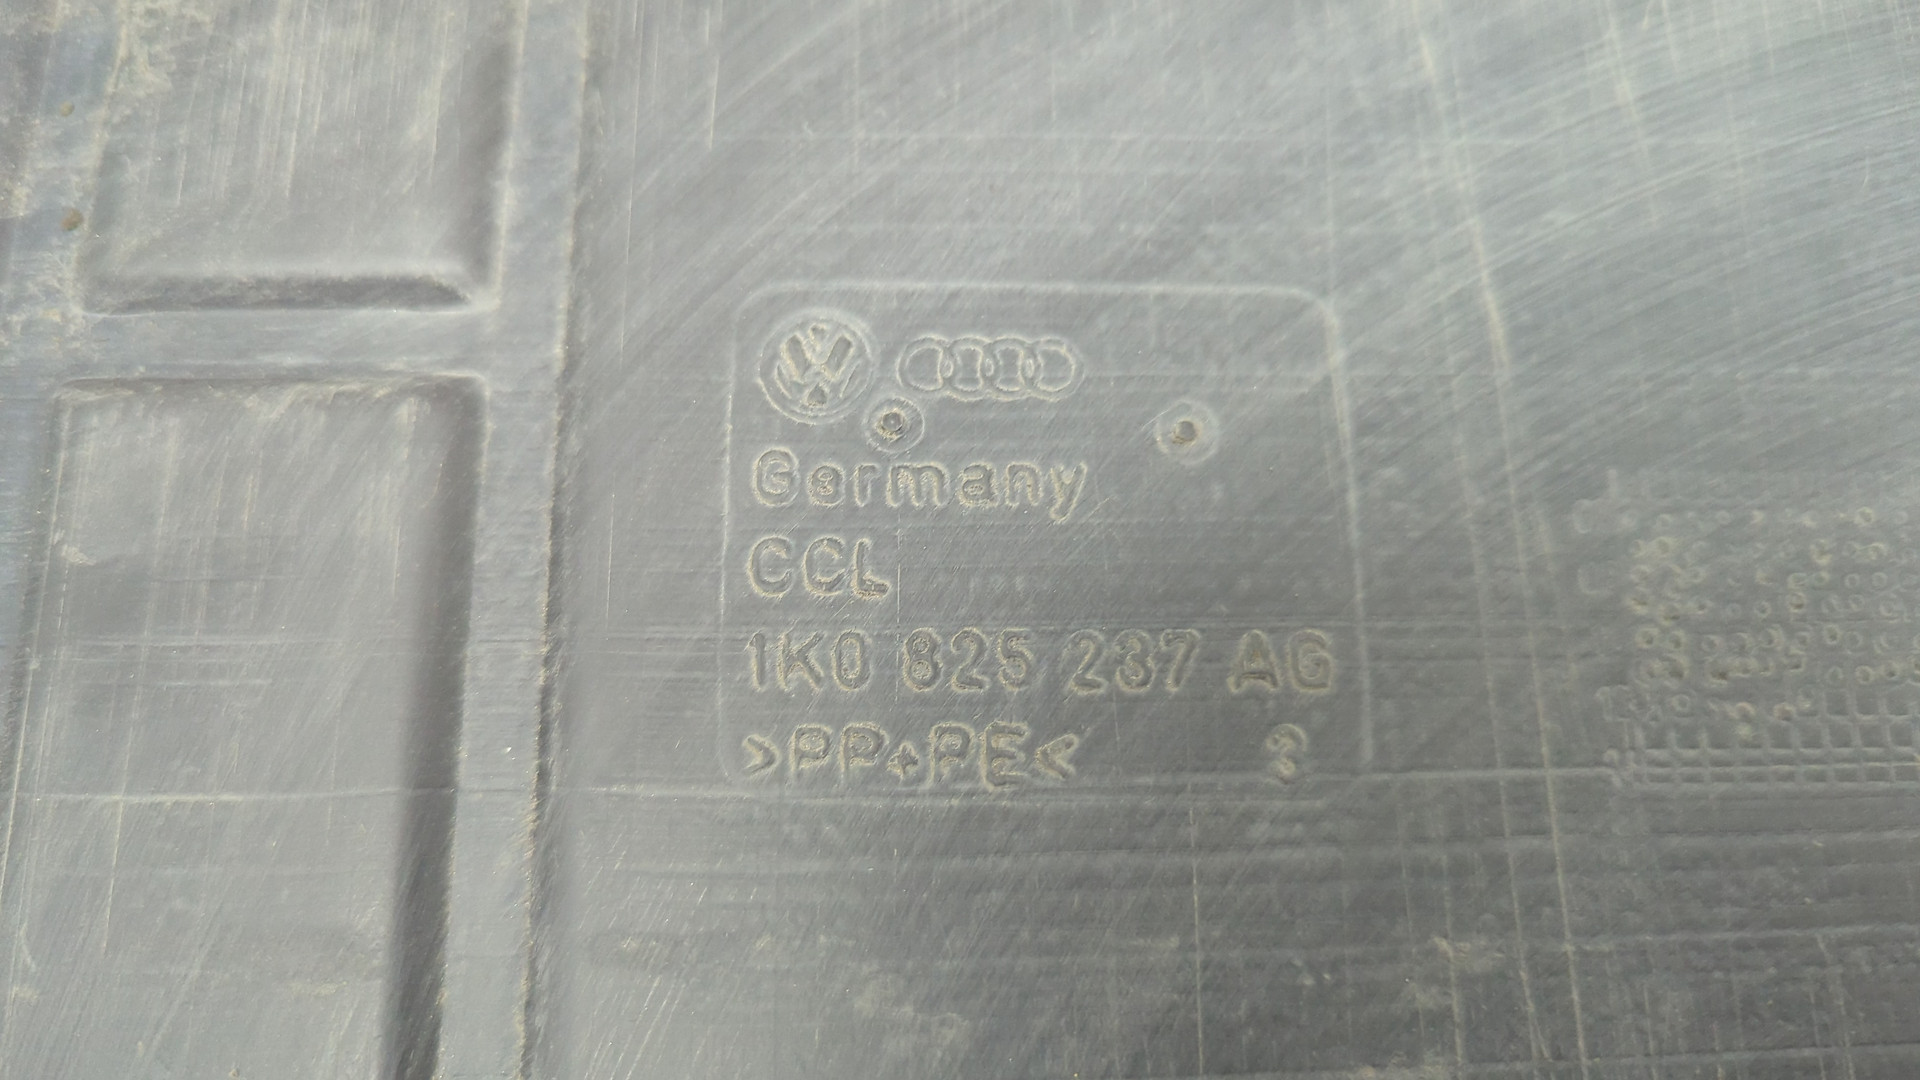 Germany
CCL
1K0 825 237 AG
>PP+PE<